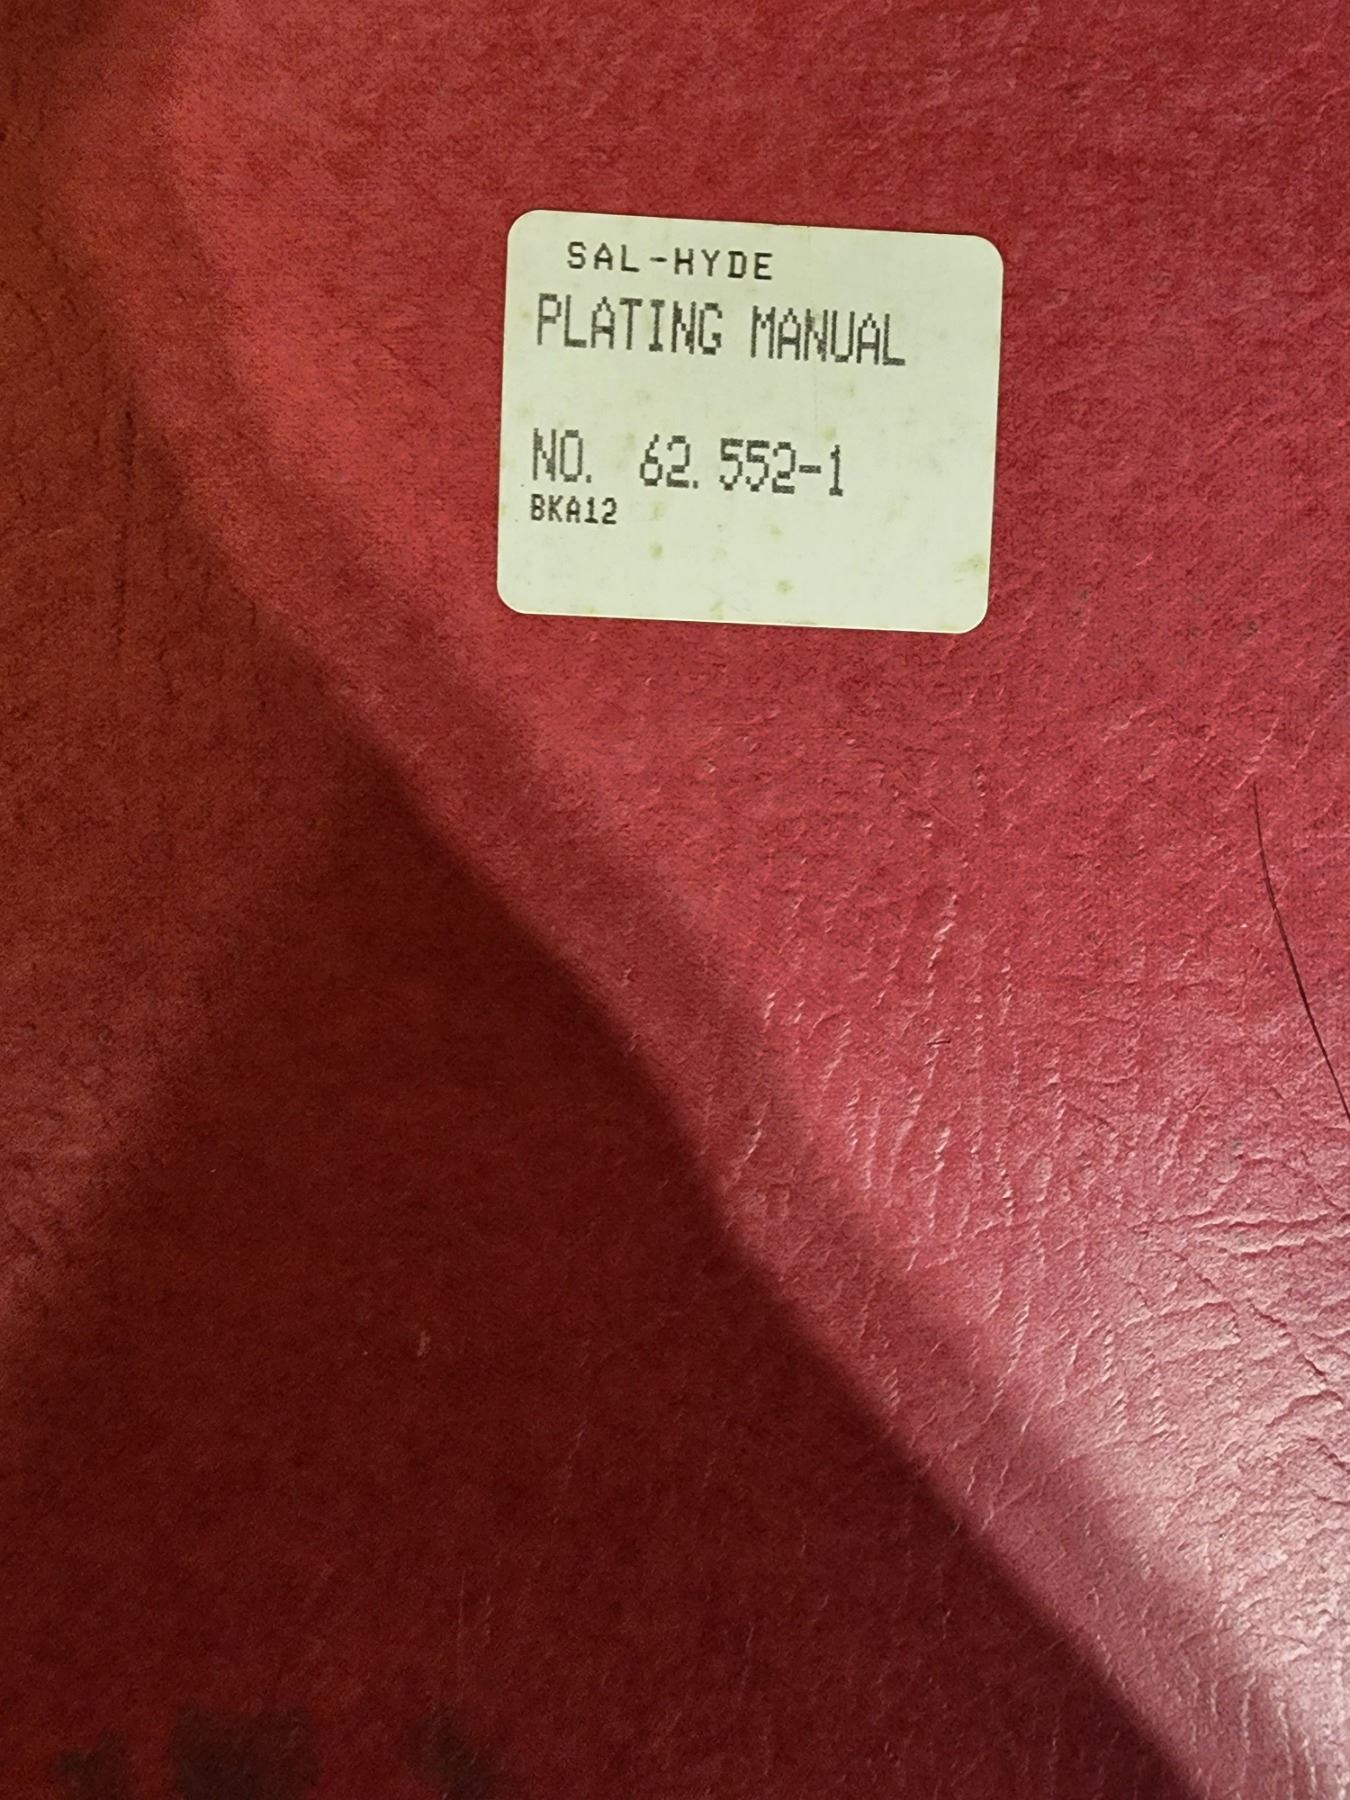 SAL-HYDE
PLATING MANUAL
NO. 62.552-1
BKA12